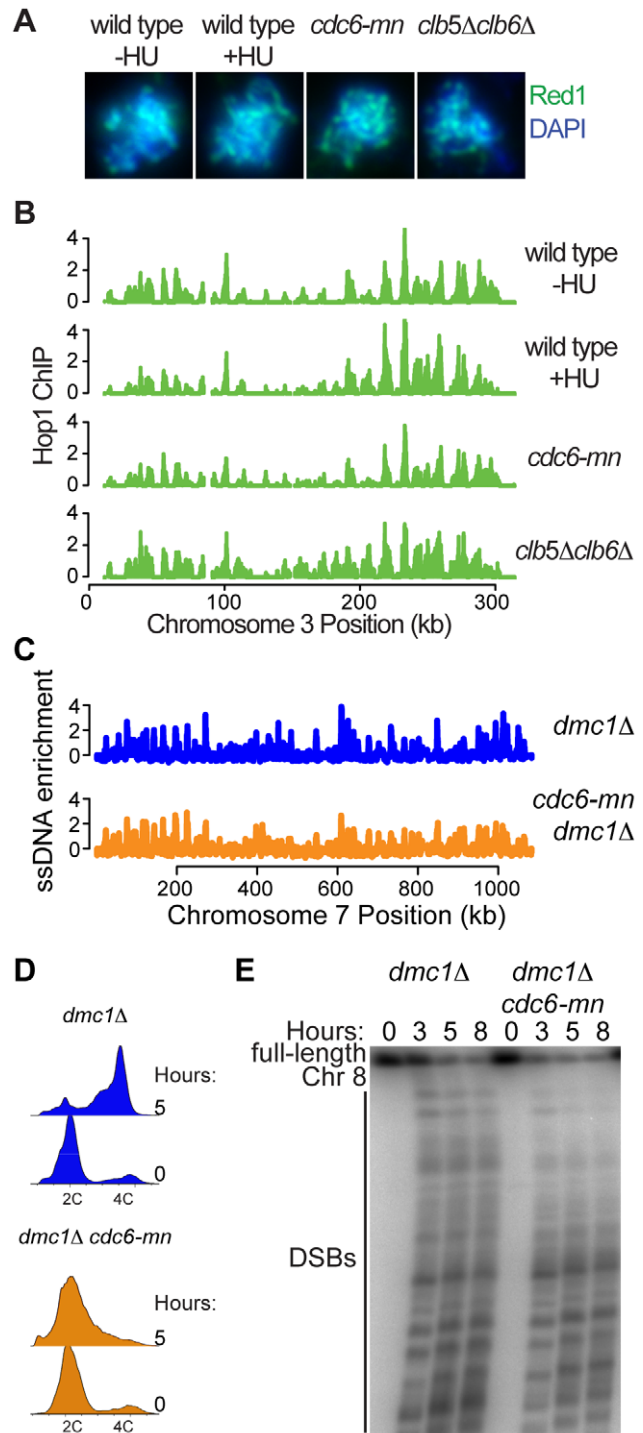 A
wild type -HU
wild type +HU
cdc6-mn
clb5Δclb6Δ
Red1
DAPI
B
Hop1 ChIP
4
2
0
wild type -HU
4
2
0
wild type +HU
4
2
0
cdc6-mn
4
2
0
clb5Δclb6Δ
0 100 200 300
Chromosome 3 Position (kb)
C
ssDNA enrichment
4
2
0
dmc1Δ
4
2
0
cdc6-mn
dmc1Δ
200 400 600 800 1000
Chromosome 7 Position (kb)
D
dmc1Δ
Hours:
5
0
2C 4C
dmc1Δ cdc6-mn
Hours:
5
0
2C 4C
E
dmc1Δ
dmc1Δ cdc6-mn
Hours: 0 3 5 8 0 3 5 8
full-length
Chr 8
DSBs